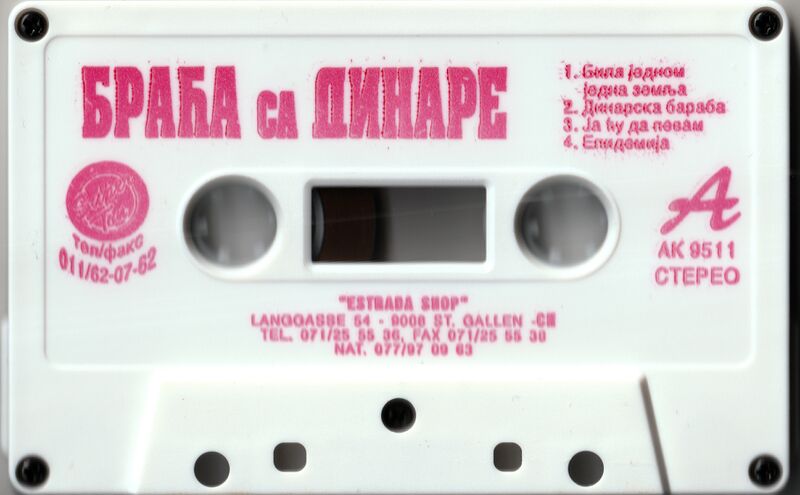 БРАЋА СА ДИНАРЕ
1. Била једном
једна земља
2. Динарска бараба
3. Ја ћу да певам
4. Епидемија
тел/факс
011/62-07-62
A
АК 9511
СТЕРЕО
"ESTRADA SHOP"
LANGGASSE 54 - 9008 ST. GALLEN -CH
TEL. 071/25 55 36, FAX 071/25 55 38
NAT. 077/97 09 63